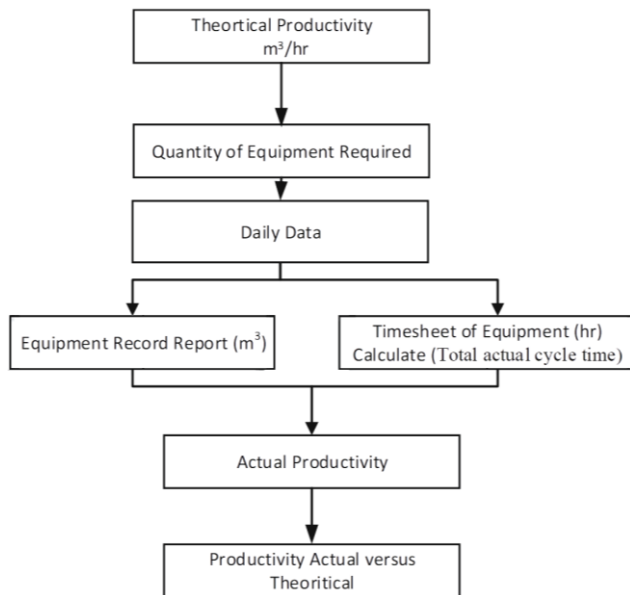 Theortical Productivity
m³/hr
Quantity of Equipment Required
Daily Data
Equipment Record Report (m³)
Timesheet of Equipment (hr)
Calculate (Total actual cycle time)
Actual Productivity
Productivity Actual versus
Theoritical